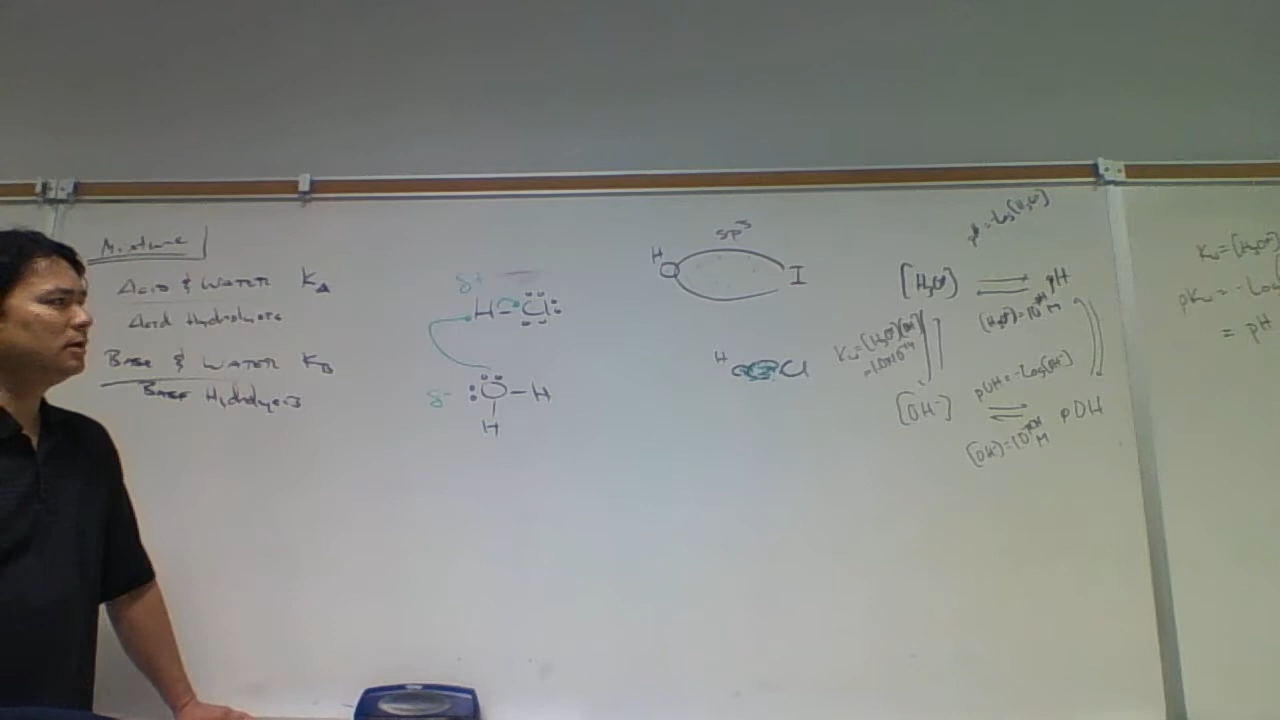 Mixture
Acid & Water KA
Acid Hydrolysis
Base & Water KB
Base Hydrolysis
δ+
H - Cl
δ- O - H
H
sp³
H I
H Cl
pH = -Log[H3O+]
[H3O+] ⇌ pH
[H3O+] = 10^-pH M
Kw = [H3O+][OH-]
= 1.0x10^-14
pOH = -Log[OH-]
[OH-] ⇌ pOH
[OH-] = 10^-pOH M
Kw = [H3O+]
pKw = -Log
= pH